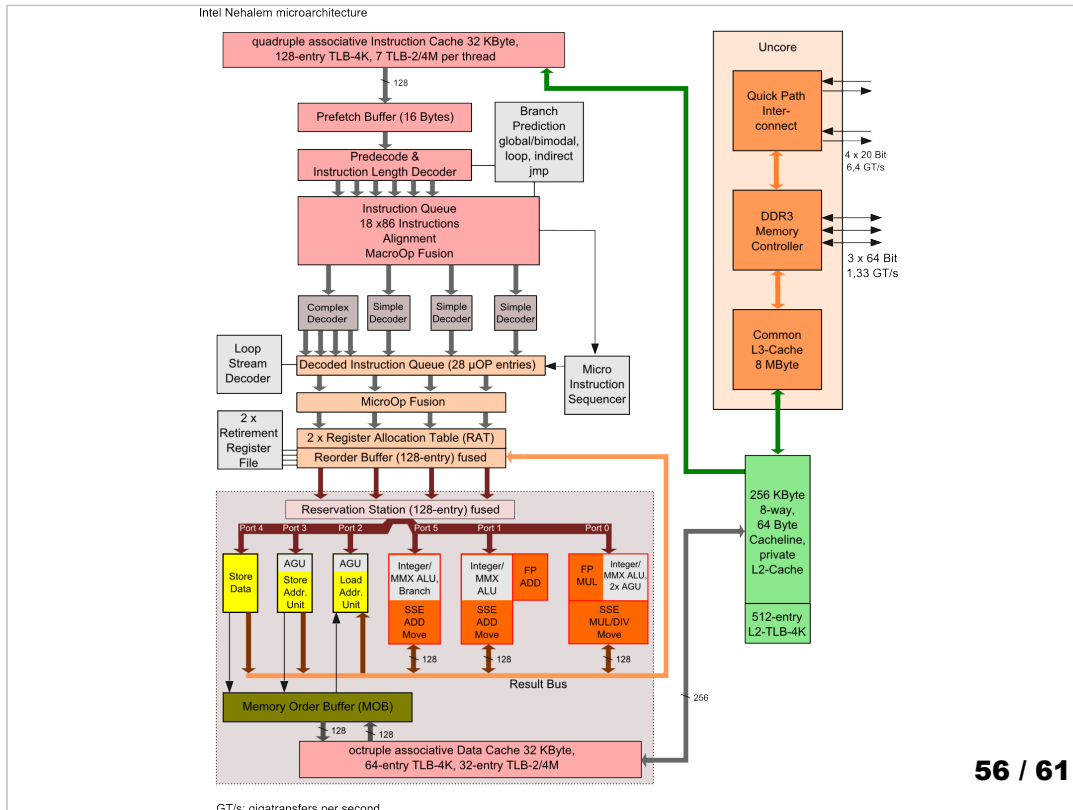 Intel Nehalem microarchitecture
quadruple associative Instruction Cache 32 KByte,
128-entry TLB-4K, 7 TLB-2/4M per thread
128
Prefetch Buffer (16 Bytes)
Branch
Prediction
global/bimodal,
loop, indirect
jmp
Predecode &
Instruction Length Decoder
Instruction Queue
18 x86 Instructions
Alignment
MacroOp Fusion
Complex
Decoder
Simple
Decoder
Simple
Decoder
Simple
Decoder
Loop
Stream
Decoder
Decoded Instruction Queue (28 µOP entries)
Micro
Instruction
Sequencer
MicroOp Fusion
2 x
Retirement
Register
File
2 x Register Allocation Table (RAT)
Reorder Buffer (128-entry) fused
Reservation Station (128-entry) fused
Port 4
Port 3
Port 2
Port 5
Port 1
Port 0
Store
Data
AGU
Store
Addr.
Unit
AGU
Load
Addr.
Unit
Integer/
MMX ALU,
Branch
SSE
ADD
Move
Integer/
MMX
ALU
FP
ADD
SSE
ADD
Move
FP
MUL
Integer/
MMX ALU,
2x AGU
SSE
MUL/DIV
Move
128
128
128
Result Bus
Memory Order Buffer (MOB)
128
128
octruple associative Data Cache 32 KByte,
64-entry TLB-4K, 32-entry TLB-2/4M
256
Uncore
Quick Path
Inter-
connect
4 x 20 Bit
6,4 GT/s
DDR3
Memory
Controller
3 x 64 Bit
1,33 GT/s
Common
L3-Cache
8 MByte
256 KByte
8-way,
64 Byte
Cacheline,
private
L2-Cache
512-entry
L2-TLB-4K
56 / 61
GT/s: gigatransfers per second